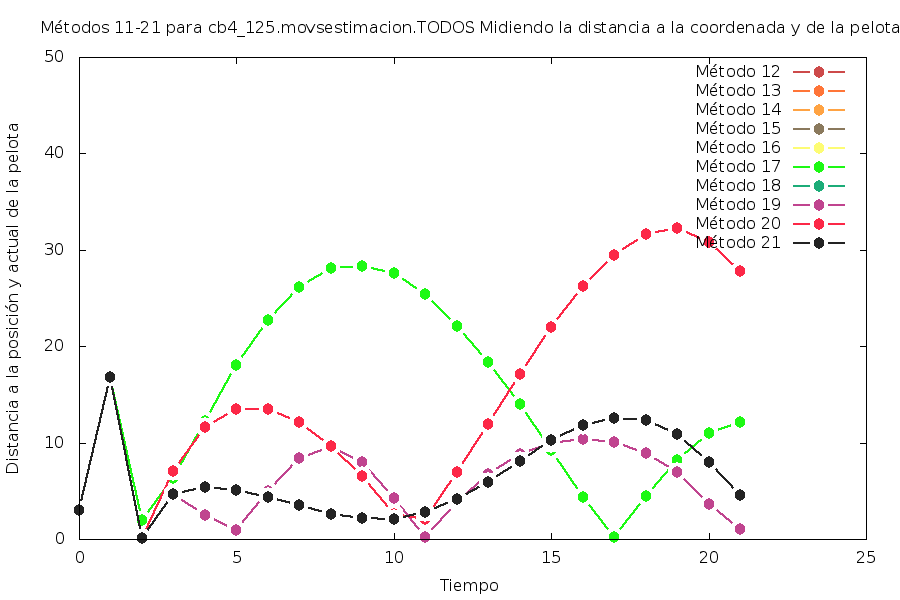 Métodos 11-21 para cb4_125.movsestimacion.TODOS Midiendo la distancia a la coordenada y de la pelota
50
40
30
20
10
0
Distancia a la posición y actual de la pelota
Método 12
Método 13
Método 14
Método 15
Método 16
Método 17
Método 18
Método 19
Método 20
Método 21
0 5 10 15 20 25
Tiempo